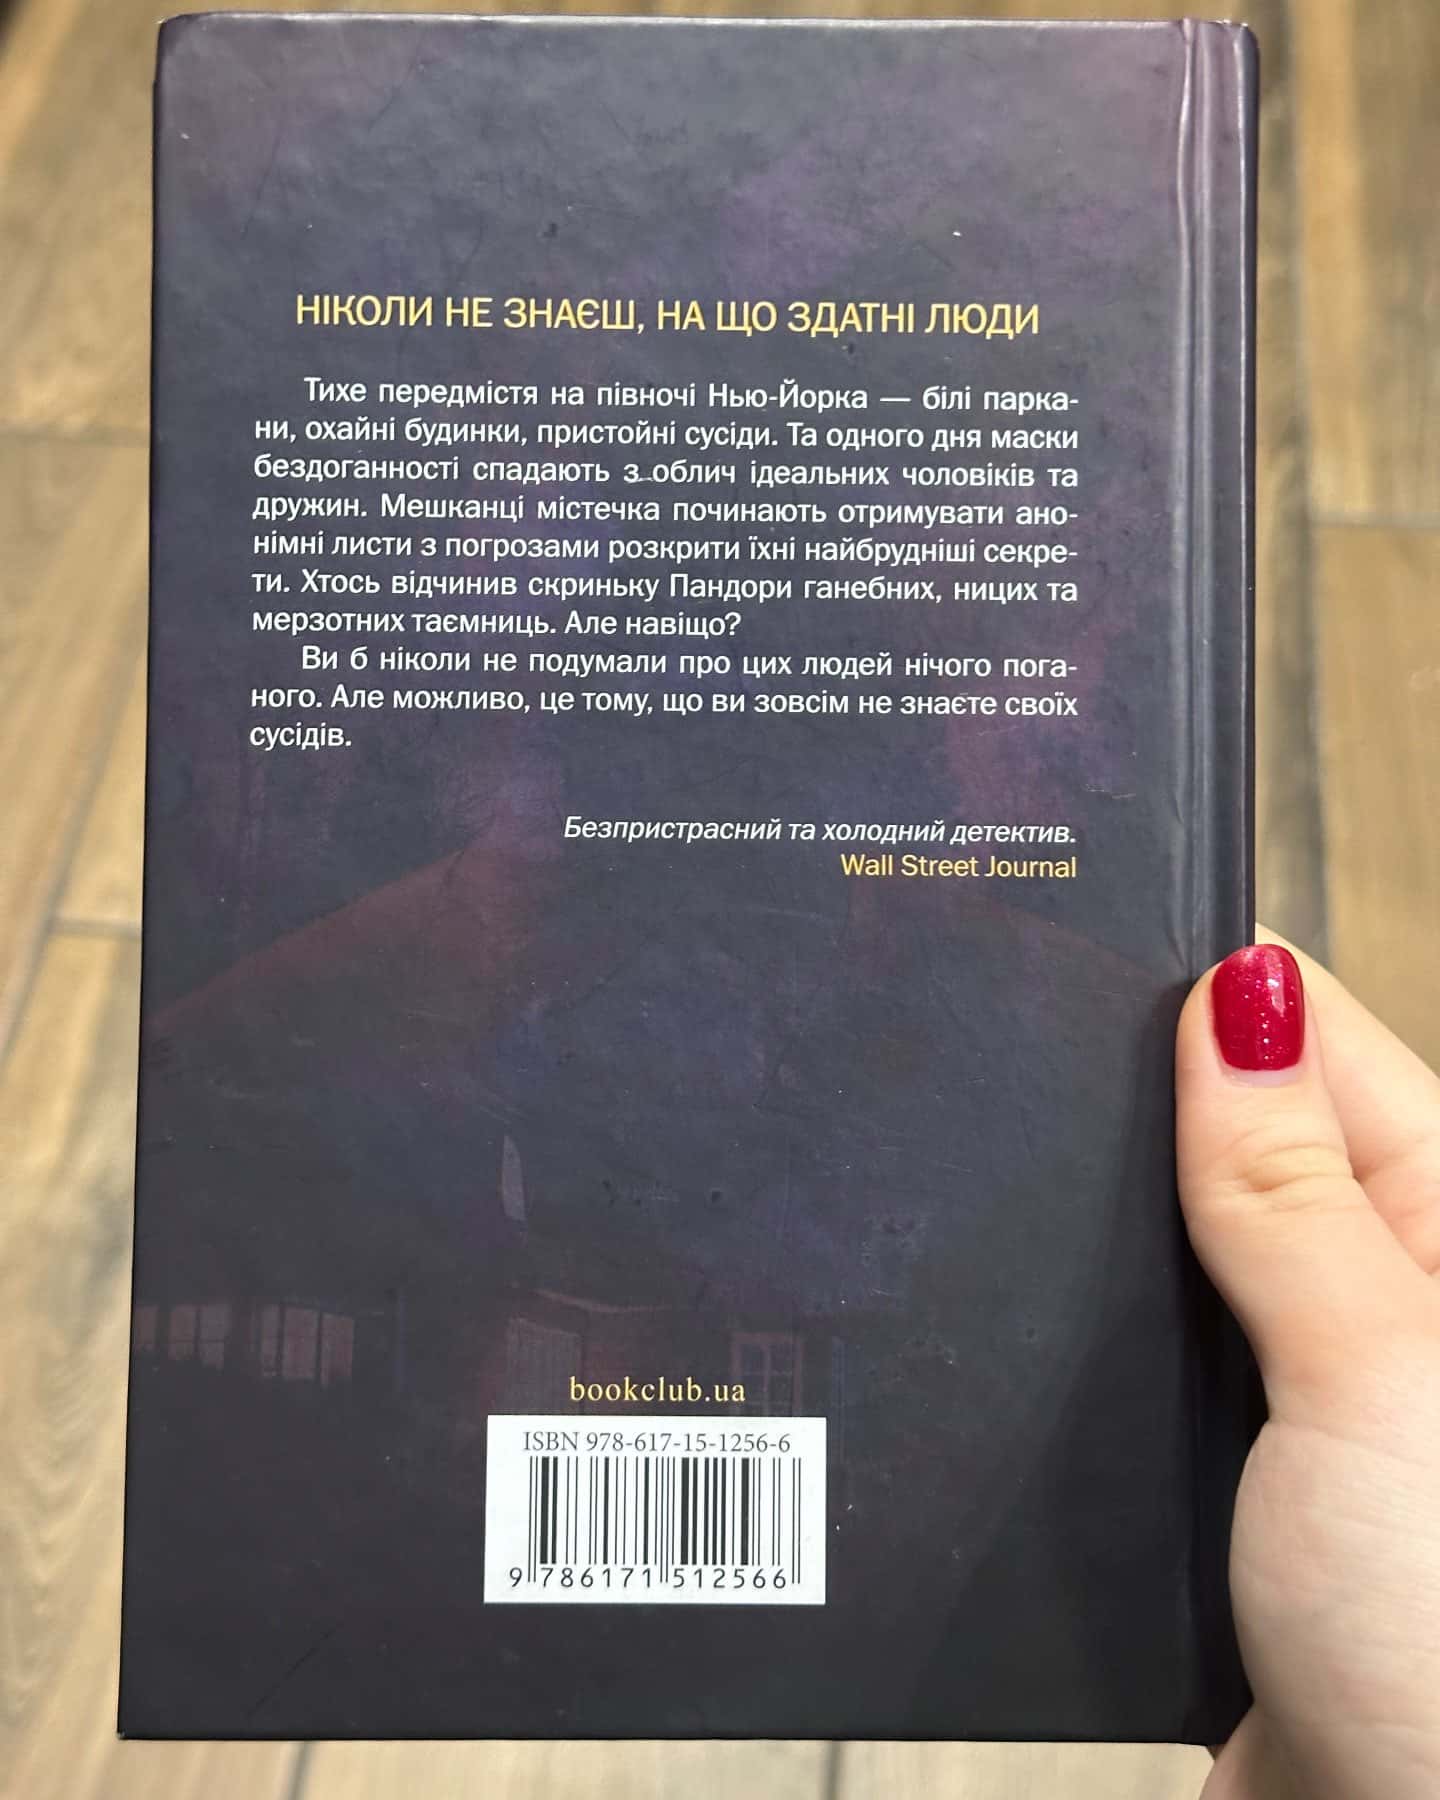 НІКОЛИ НЕ ЗНАЄШ, НА ЩО ЗДАТНІ ЛЮДИ
Тихе передмістя на півночі Нью-Йорка — білі парка-
ни, охайні будинки, пристойні сусіди. Та одного дня маски
бездоганності спадають з облич ідеальних чоловіків та
дружин. Мешканці містечка починають отримувати ано-
німні листи з погрозами розкрити їхні найбрудніші секре-
ти. Хтось відчинив скриньку Пандори ганебних, ницих та
мерзотних таємниць. Але навіщо?
Ви б ніколи не подумали про цих людей нічого пога-
ного. Але можливо, це тому, що ви зовсім не знаєте своїх
сусідів.
Безпристрасний та холодний детектив.
Wall Street Journal
bookclub.ua
ISBN 978-617-15-1256-6
9 786171 512566